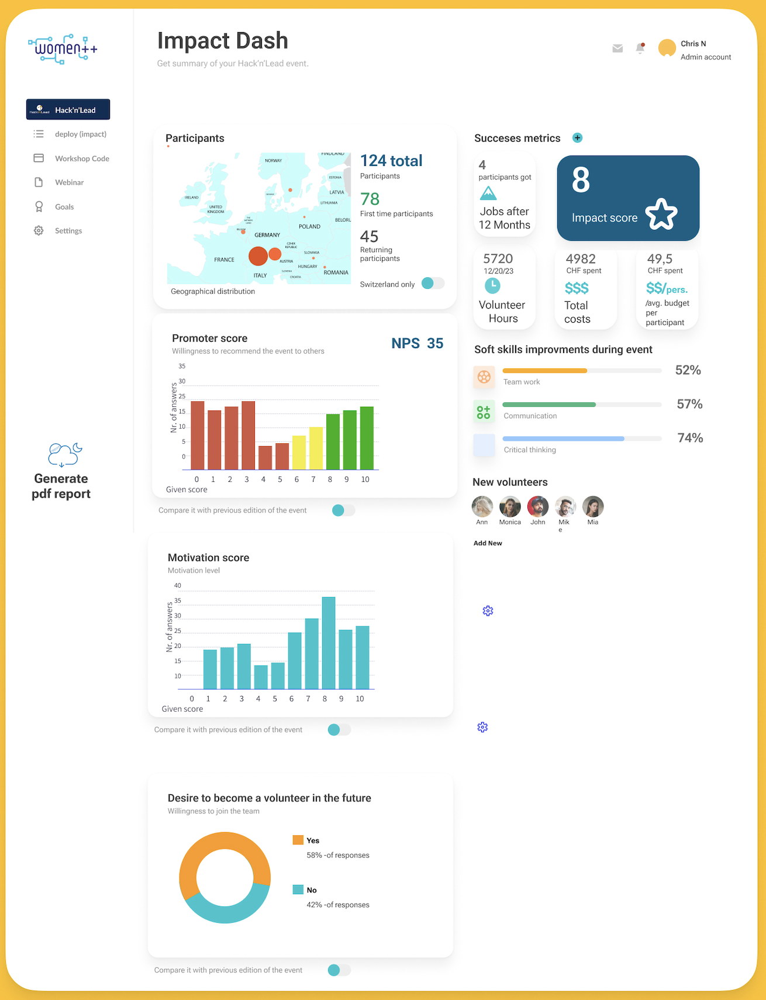 women++
Impact Dash
Get summary of your Hack'n'Lead event.
Chris N
Admin account
Hack'n'Lead
Hack'n'Lead
deploy (impact)
Workshop Code
Webinar
Goals
Settings
Generate
pdf report
Participants
NORWAY
FINDLAND
ESTONIA
LATVIA
LITHUANIA
BELORU
IRELAND
UNITED
KINGDOM
THE
NETHERLAND
BELGIUM
POLAND
GERMANY
CZHER
REPUBLIC
SLOVAKIA
FRANCE
AUSTRIA
HUNGARY
SLOVENIA
CROATIA
ROMANIA
ITALY
Geographical distribution
124 total
Participants
78
First time participants
45
Returning
participants
Switzerland only
Succeses metrics
+
4
participants got
Jobs after
12 Months
8
Impact score
5720
12/20/23
Volunteer
Hours
4982
CHF spent
$$$
Total
costs
49,5
CHF spent
$$/pers.
/avg. budget
per
participant
Promoter score
Willingness to recommend the event to others
NPS 35
35
30
25
15
10
5
0
Nr. of answers
0 1 2 3 4 5 6 7 8 9 10
Given score
Compare it with previous edition of the event
Soft skills improvments during event
52%
Team work
57%
Communication
74%
Critical thinking
New volunteers
Ann
Monica
John
Mik
e
Mia
Add New
Motivation score
Motivation level
40
35
30
25
20
15
10
Nr. of answers
0 1 2 3 4 5 6 7 8 9 10
Given score
Compare it with previous edition of the event
Desire to become a volunteer in the future
Willingness to join the team
Yes
58% -of responses
No
42% -of responses
Compare it with previous edition of the event